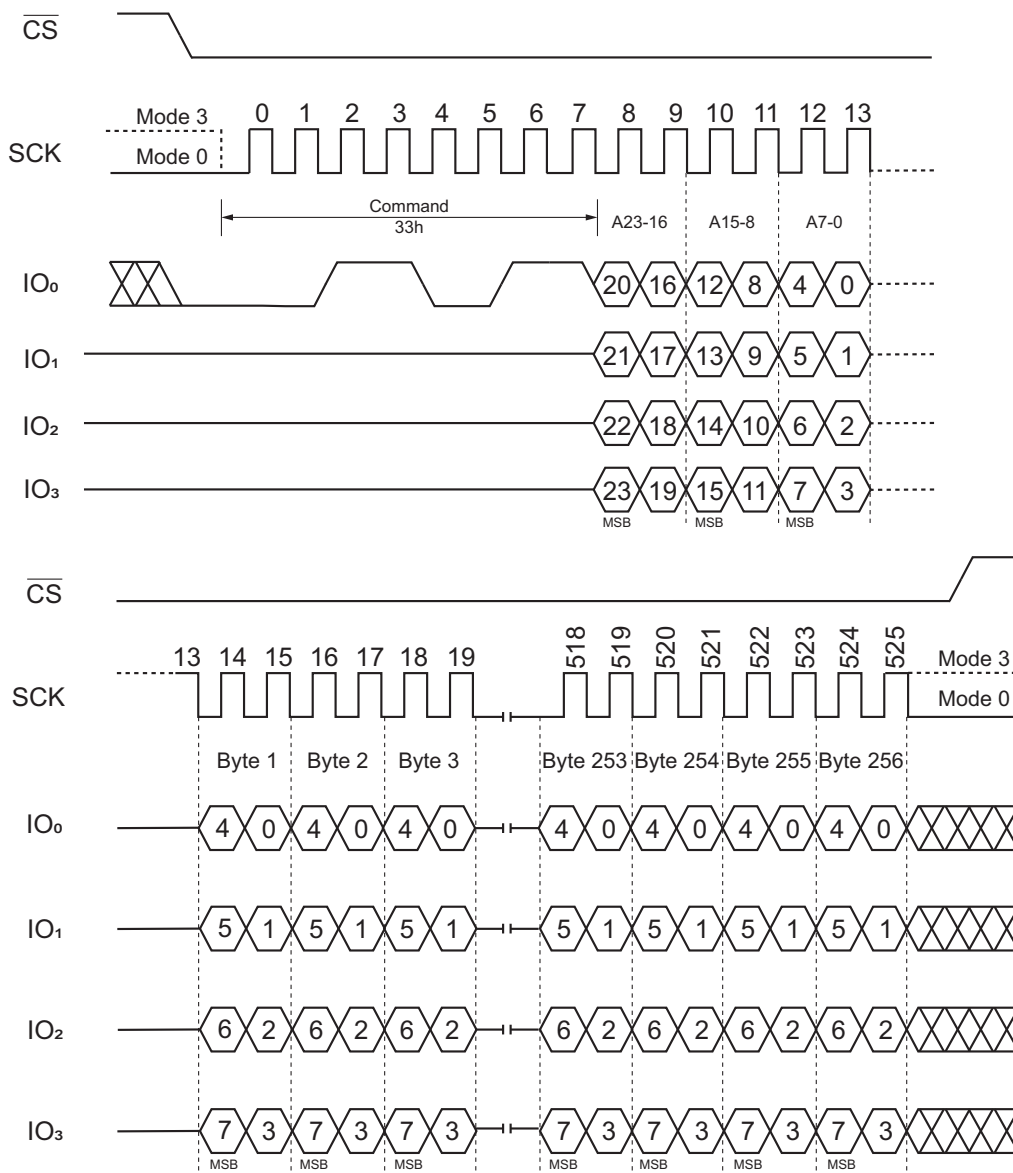 CS
0 1 2 3 4 5 6 7 8 9 10 11 12 13
Mode 3
SCK
Mode 0
Command
33h
A23-16 A15-8 A7-0
IO₀ 20 16 12 8 4 0
IO₁ 21 17 13 9 5 1
IO₂ 22 18 14 10 6 2
IO₃ 23 19 15 11 7 3
MSB MSB MSB
CS
13 14 15 16 17 18 19 518 519 520 521 522 523 524 525
Mode 3
SCK
Mode 0
Byte 1 Byte 2 Byte 3 Byte 253 Byte 254 Byte 255 Byte 256
IO₀ 4 0 4 0 4 0 4 0 4 0 4 0 4 0
IO₁ 5 1 5 1 5 1 5 1 5 1 5 1 5 1
IO₂ 6 2 6 2 6 2 6 2 6 2 6 2 6 2
IO₃ 7 3 7 3 7 3 7 3 7 3 7 3 7 3
MSB MSB MSB MSB MSB MSB MSB